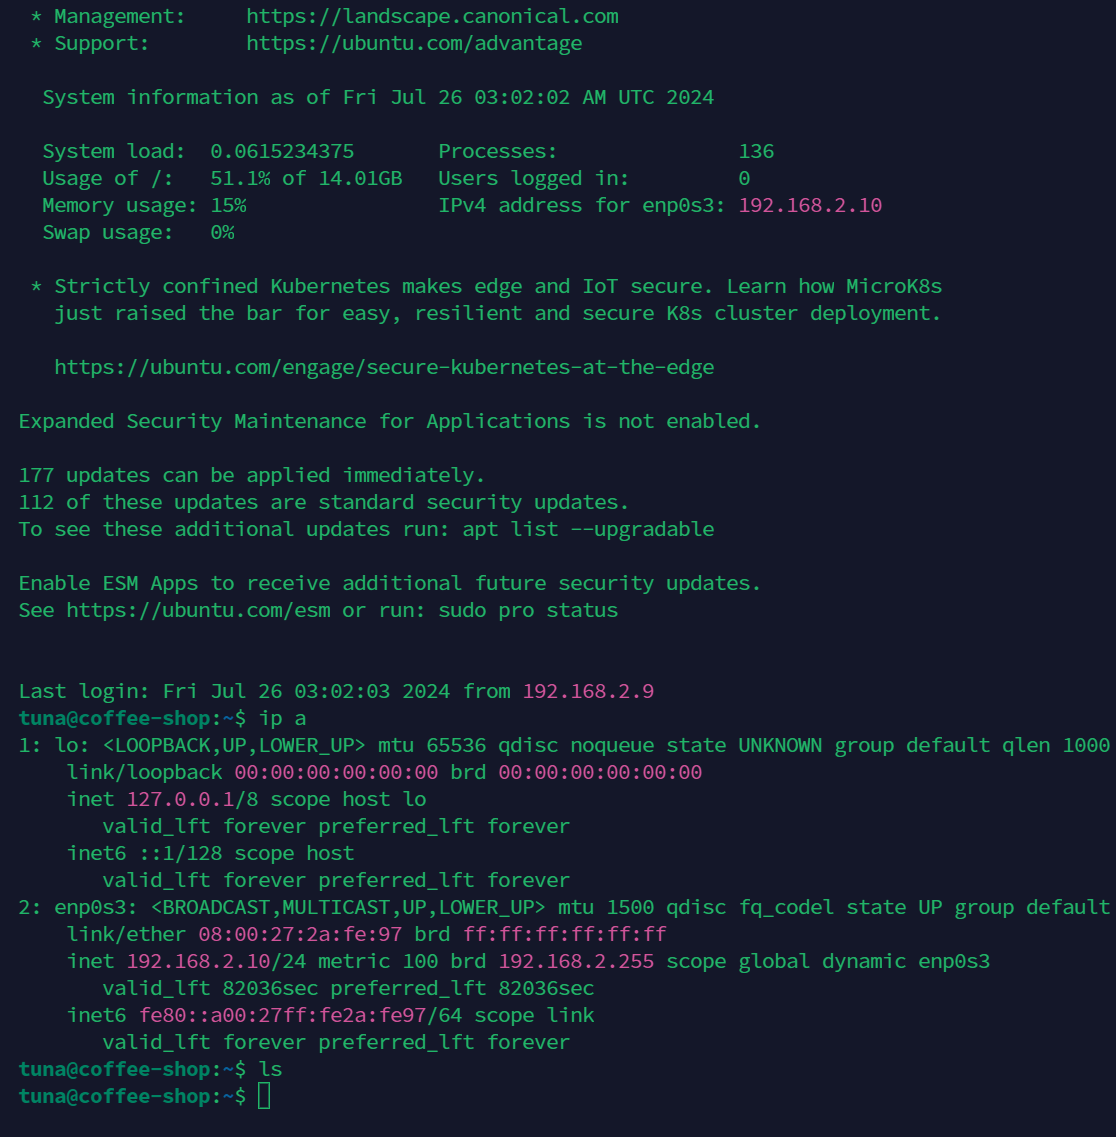 * Management:     https://landscape.canonical.com
 * Support:        https://ubuntu.com/advantage

  System information as of Fri Jul 26 03:02:02 AM UTC 2024

  System load:  0.0615234375       Processes:               136
  Usage of /:   51.1% of 14.01GB   Users logged in:         0
  Memory usage: 15%                IPv4 address for enp0s3: 192.168.2.10
  Swap usage:   0%

 * Strictly confined Kubernetes makes edge and IoT secure. Learn how MicroK8s
   just raised the bar for easy, resilient and secure K8s cluster deployment.

   https://ubuntu.com/engage/secure-kubernetes-at-the-edge

Expanded Security Maintenance for Applications is not enabled.

177 updates can be applied immediately.
112 of these updates are standard security updates.
To see these additional updates run: apt list --upgradable

Enable ESM Apps to receive additional future security updates.
See https://ubuntu.com/esm or run: sudo pro status


Last login: Fri Jul 26 03:02:03 2024 from 192.168.2.9
tuna@coffee-shop:~$ ip a
1: lo: <LOOPBACK,UP,LOWER_UP> mtu 65536 qdisc noqueue state UNKNOWN group default qlen 1000
    link/loopback 00:00:00:00:00:00 brd 00:00:00:00:00:00
    inet 127.0.0.1/8 scope host lo
       valid_lft forever preferred_lft forever
    inet6 ::1/128 scope host
       valid_lft forever preferred_lft forever
2: enp0s3: <BROADCAST,MULTICAST,UP,LOWER_UP> mtu 1500 qdisc fq_codel state UP group default
    link/ether 08:00:27:2a:fe:97 brd ff:ff:ff:ff:ff:ff
    inet 192.168.2.10/24 metric 100 brd 192.168.2.255 scope global dynamic enp0s3
       valid_lft 82036sec preferred_lft 82036sec
    inet6 fe80::a00:27ff:fe2a:fe97/64 scope link
       valid_lft forever preferred_lft forever
tuna@coffee-shop:~$ ls
tuna@coffee-shop:~$